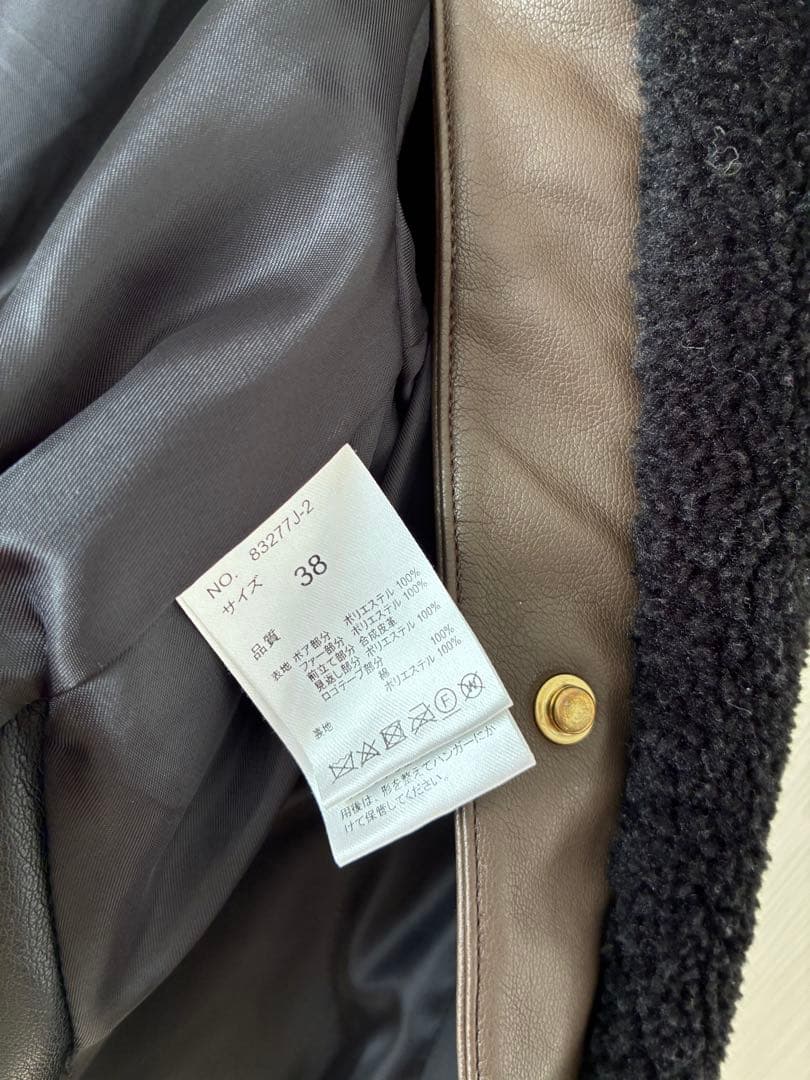 NO. 83277J-2
サイズ 38
品質
表地 ボア部分 ポリエステル 100%
ファー部分 ポリエステル 100%
前立て部分 合成皮革
見返し部分 ポリエステル 100%
ロゴテープ部分 綿 100%
裏地 ポリエステル 100%
F W
用後は、形を整えてハンガーにか
けて保管してください。